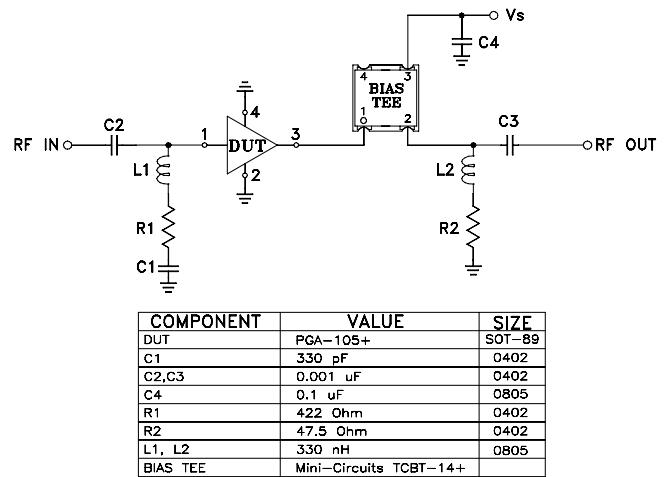 Vs
C4
4 3
BIAS
TEE
1 2
4
C2
1
3
C3
RF IN
DUT
RF OUT
L1
2
L2
R1
R2
C1
COMPONENT VALUE SIZE
DUT PGA-105+ SOT-89
C1 330 pF 0402
C2,C3 0.001 uF 0402
C4 0.1 uF 0805
R1 422 Ohm 0402
R2 47.5 Ohm 0402
L1, L2 330 nH 0805
BIAS TEE Mini-Circuits TCBT-14+